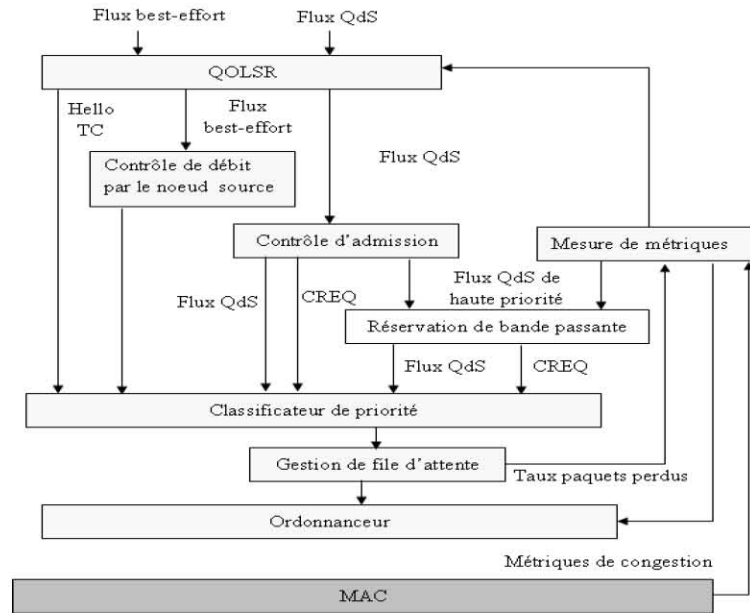 Flux best-effort
Flux QdS
QOLSR
Hello
TC
Flux
best-effort
Flux QdS
Contrôle de débit
par le noeud source
Contrôle d'admission
Mesure de métriques
Flux QdS
CREQ
Flux QdS de
haute priorité
Réservation de bande passante
Flux QdS
CREQ
Classificateur de priorité
Gestion de file d'attente
Taux paquets perdus
Ordonnanceur
Métriques de congestion
MAC